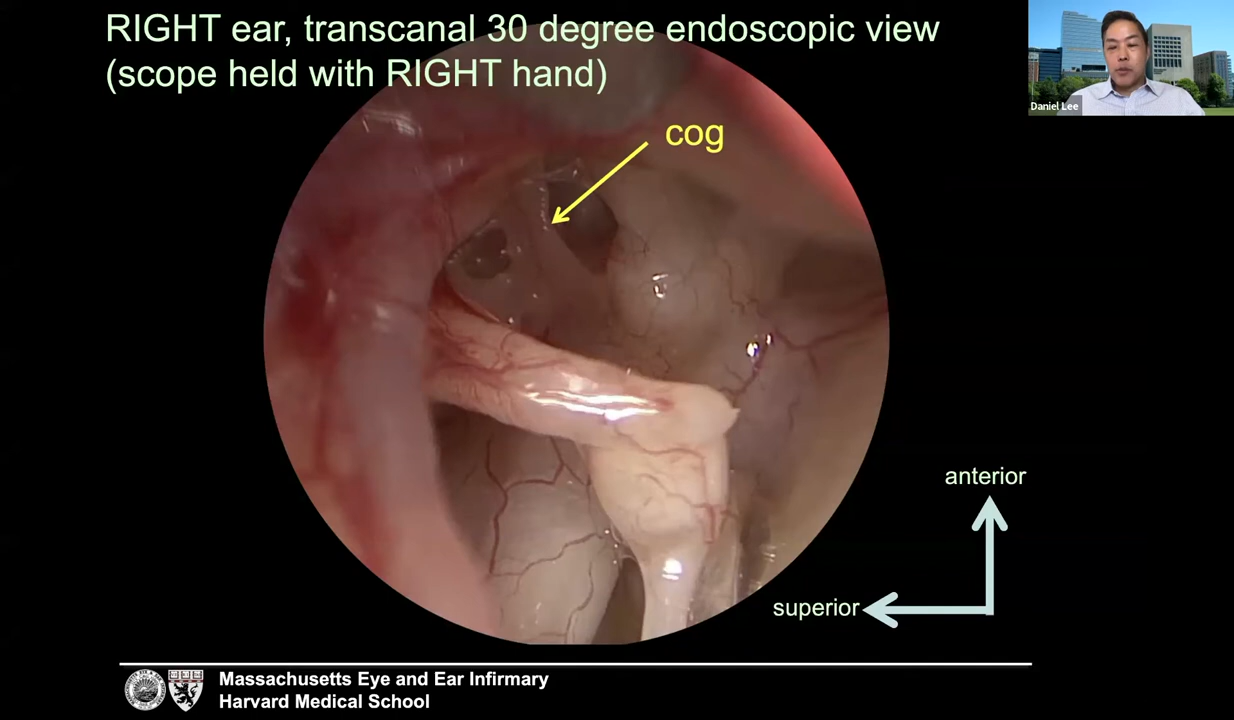 RIGHT ear, transcanal 30 degree endoscopic view
(scope held with RIGHT hand)
Daniel Lee
cog
anterior
superior
Massachusetts Eye and Ear Infirmary
Harvard Medical School